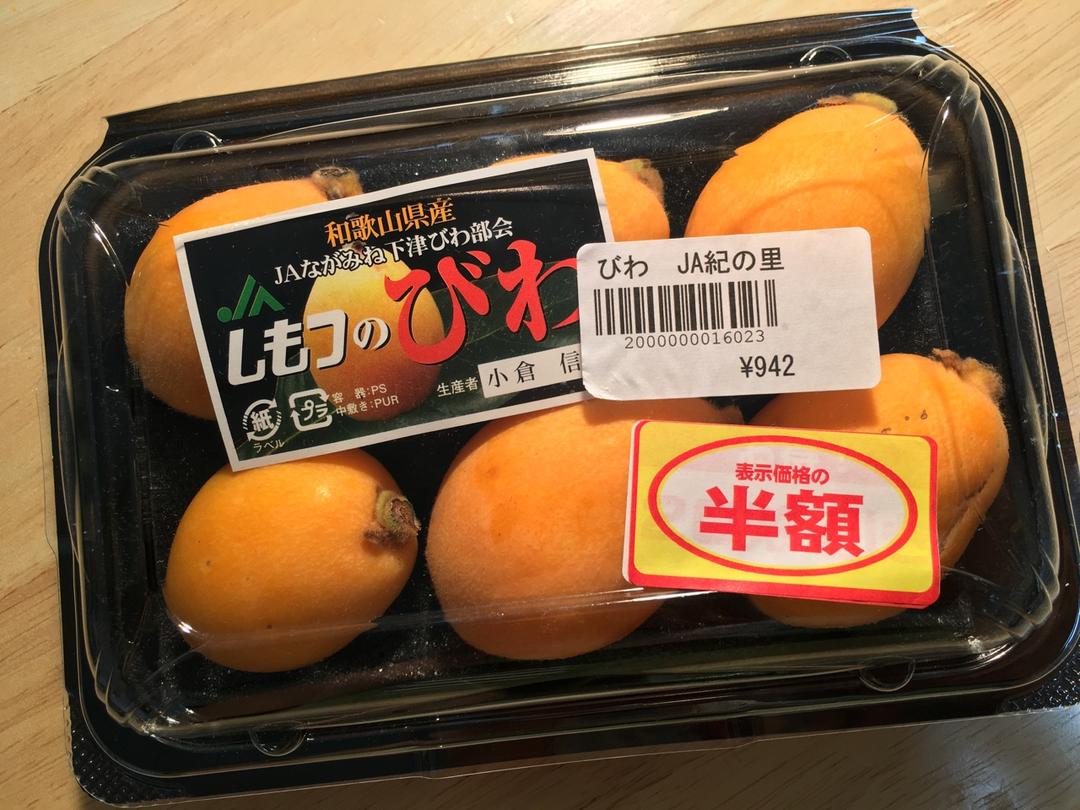 和歌山県産
JAながみね下津びわ部会
JA
しもつの
びわ
生産者 小倉 信
紙
ラベル
プラ
容 器:PS
中敷き:PUR
びわ JA紀の里
2000000016023
¥942
表示価格の
半額